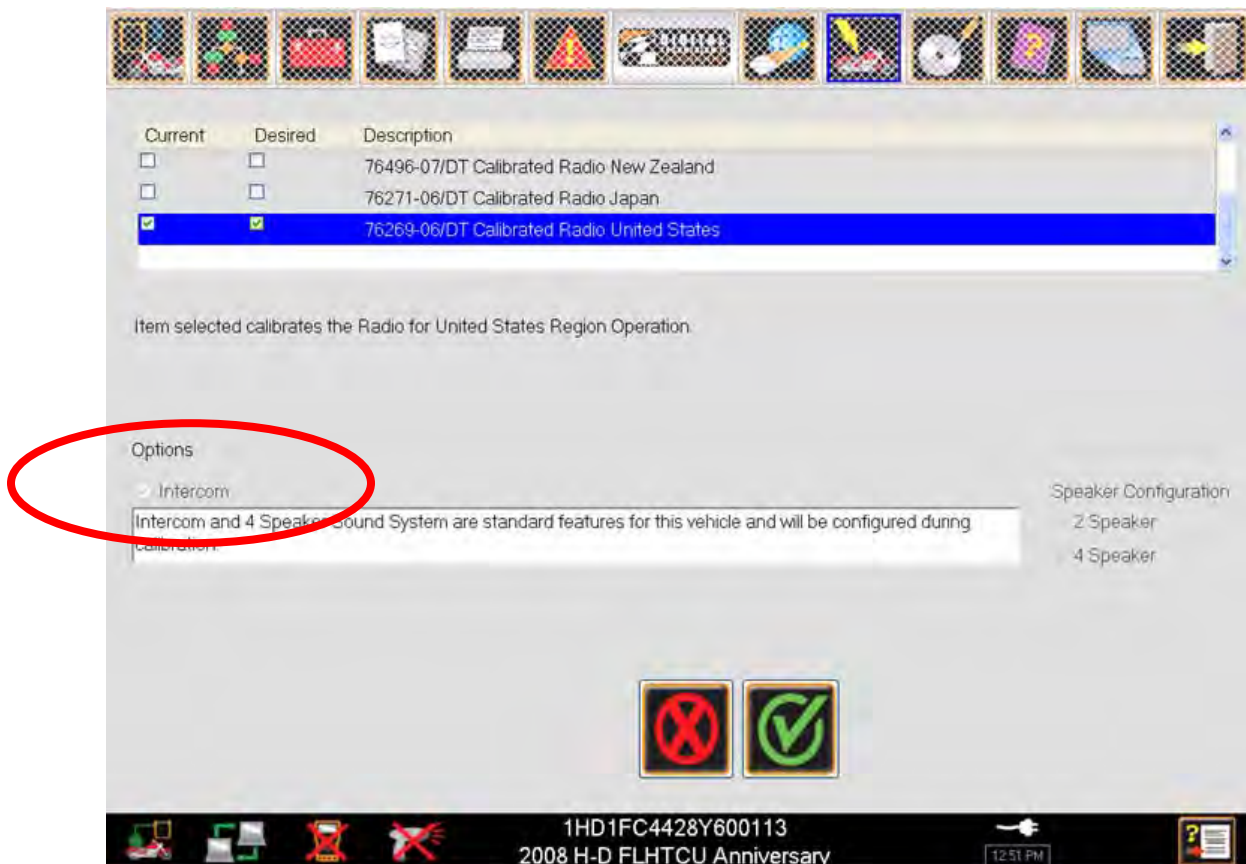 Current Desired Description
76496-07/DT Calibrated Radio New Zealand
76271-06/DT Calibrated Radio Japan
76269-06/DT Calibrated Radio United States
Item selected calibrates the Radio for United States Region Operation.
Options
Intercom
Speaker Configuration
Intercom and 4 Speaker Sound System are standard features for this vehicle and will be configured during
calibration.
2 Speaker
4 Speaker
1HD1FC4428Y600113
2008 H-D FLHTCU Anniversary
12:51 PM